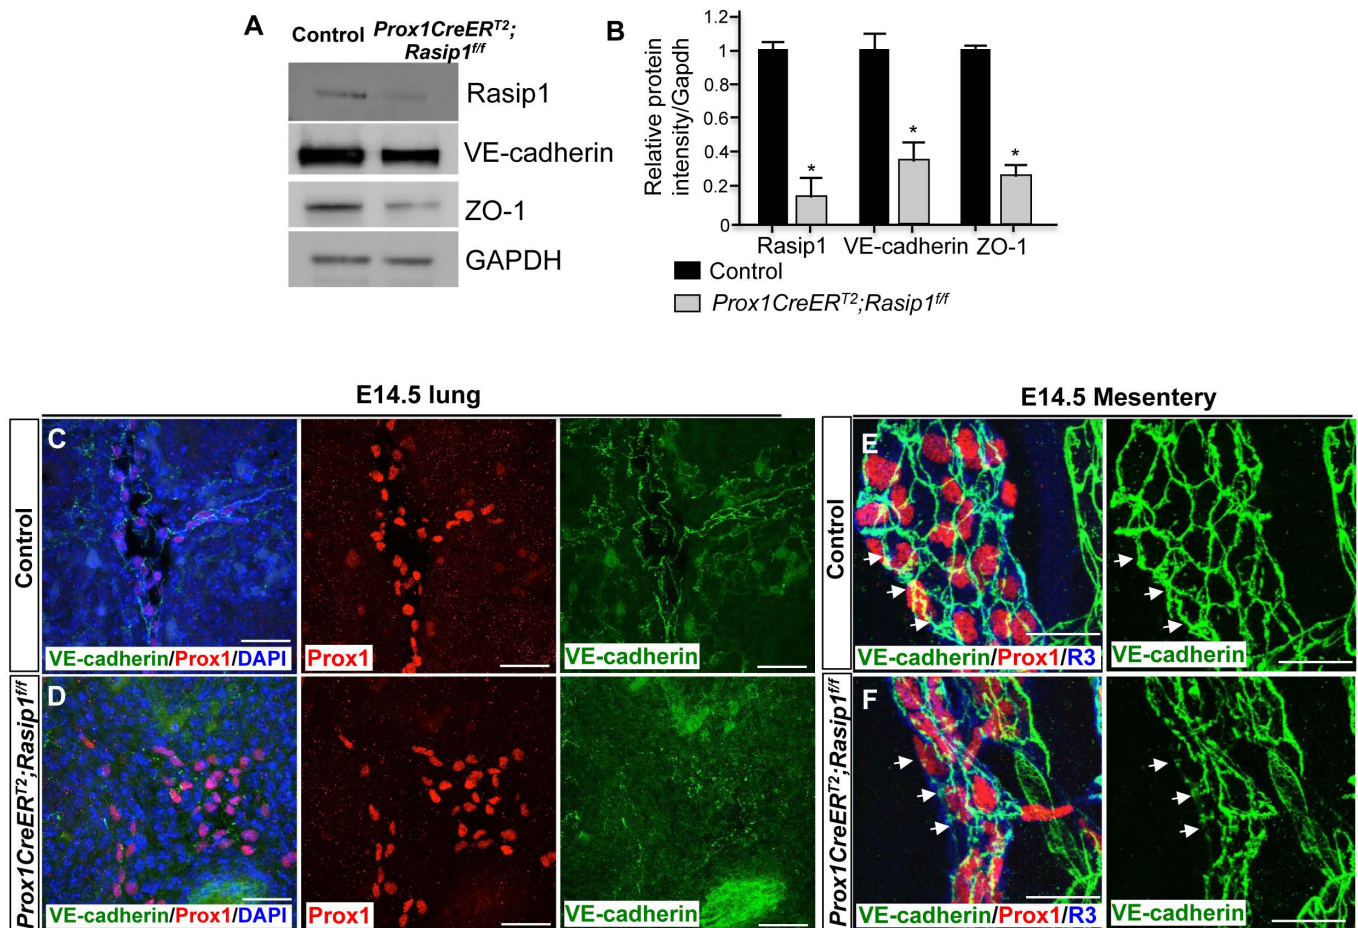 A
Control
Prox1CreERT2;
Rasip1f/f
Rasip1
VE-cadherin
ZO-1
GAPDH
B
Relative protein
intensity/Gapdh
1.2
1
0.8
0.6
0.4
0.2
0
*
*
*
Rasip1 VE-cadherin ZO-1
Control
Prox1CreERT2;Rasip1f/f
E14.5 lung
E14.5 Mesentery
Control
C
VE-cadherin/Prox1/DAPI
Prox1
VE-cadherin
Control
E
VE-cadherin/Prox1/R3
VE-cadherin
Prox1CreERT2;Rasip1f/f
D
VE-cadherin/Prox1/DAPI
Prox1
VE-cadherin
Prox1CreERT2;Rasip1f/f
F
VE-cadherin/Prox1/R3
VE-cadherin